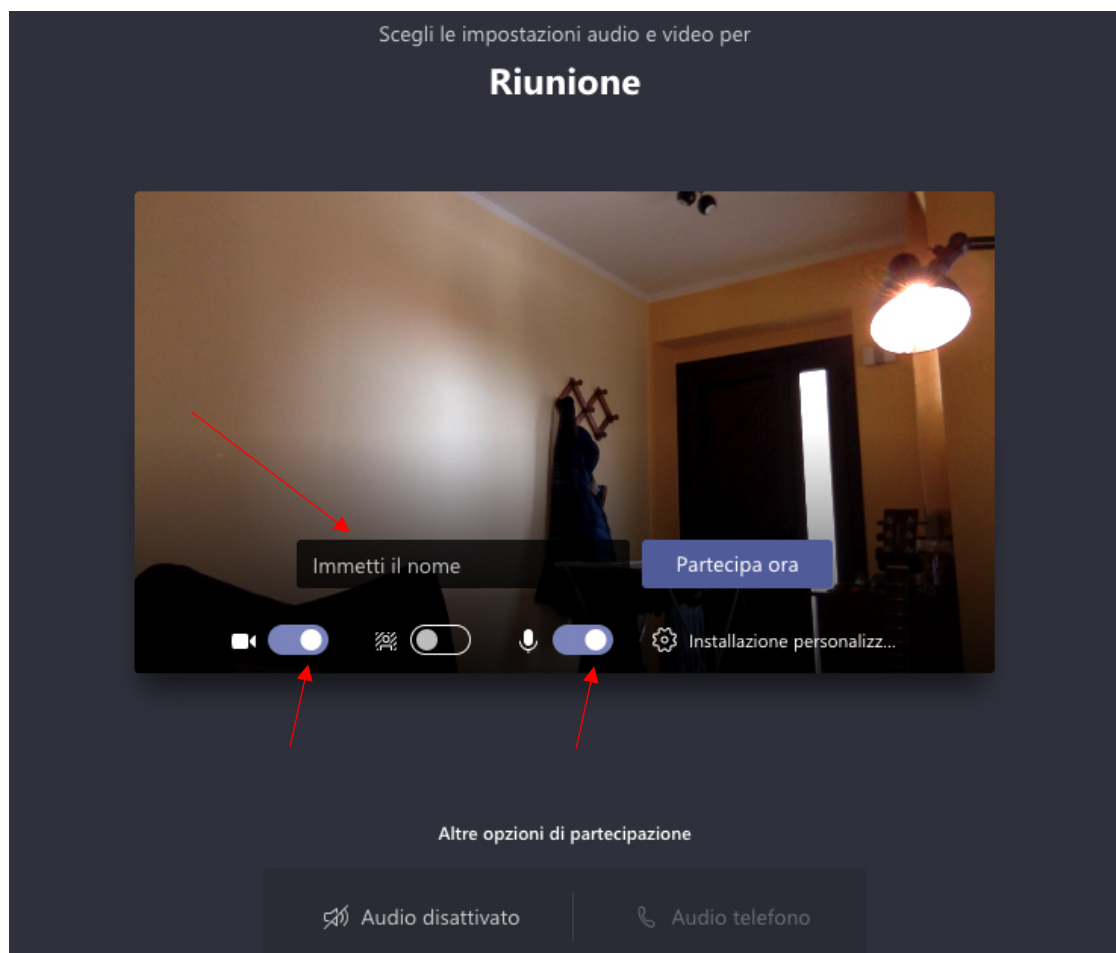 Scegli le impostazioni audio e video per
Riunione
Immetti il nome
Partecipa ora
Installazione personalizz...
Altre opzioni di partecipazione
Audio disattivato
Audio telefono